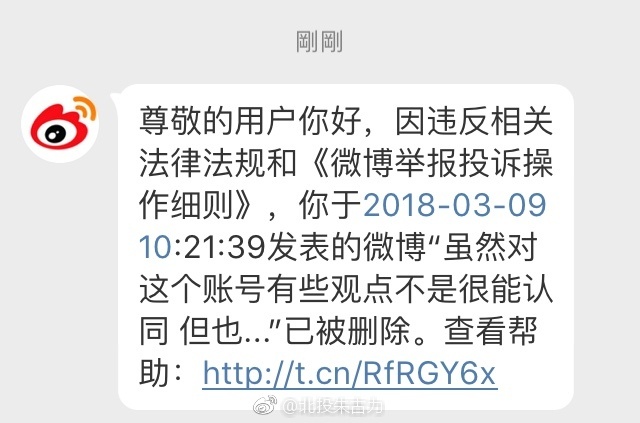 剛剛
尊敬的用户你好，因违反相关
法律法规和《微博举报投诉操
作细则》，你于2018-03-09
10:21:39发表的微博“虽然对
这个账号有些观点不是很能认
同 但也...”已被删除。查看帮
助：http://t.cn/RfRGY6x
@北投朱古力